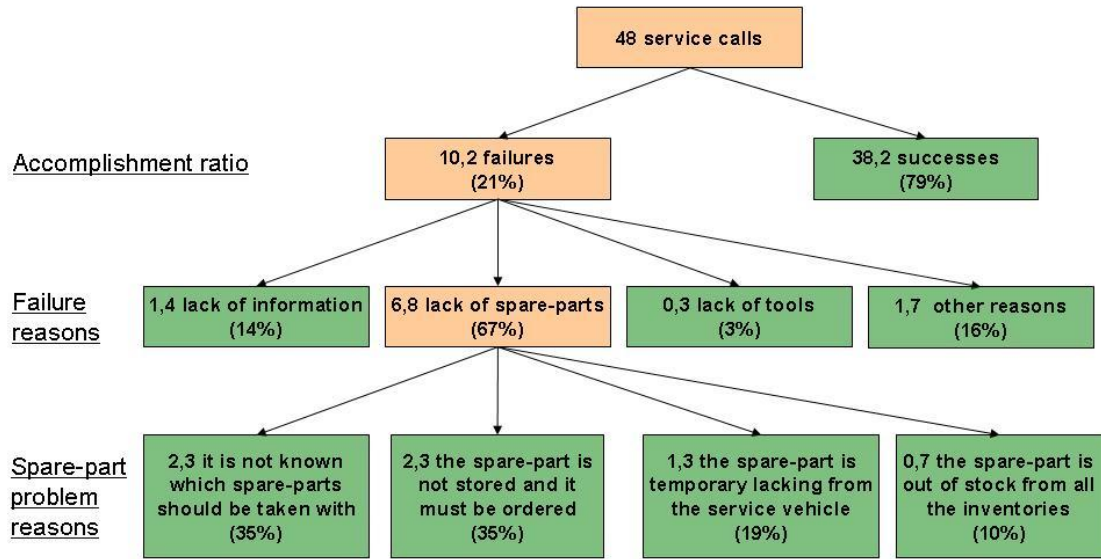 48 service calls
Accomplishment ratio
10,2 failures
(21%)
38,2 successes
(79%)
Failure
reasons
1,4 lack of information
(14%)
6,8 lack of spare-parts
(67%)
0,3 lack of tools
(3%)
1,7 other reasons
(16%)
Spare-part
problem
reasons
2,3 it is not known
which spare-parts
should be taken with
(35%)
2,3 the spare-part is
not stored and it
must be ordered
(35%)
1,3 the spare-part is
temporary lacking from
the service vehicle
(19%)
0,7 the spare-part is
out of stock from all
the inventories
(10%)